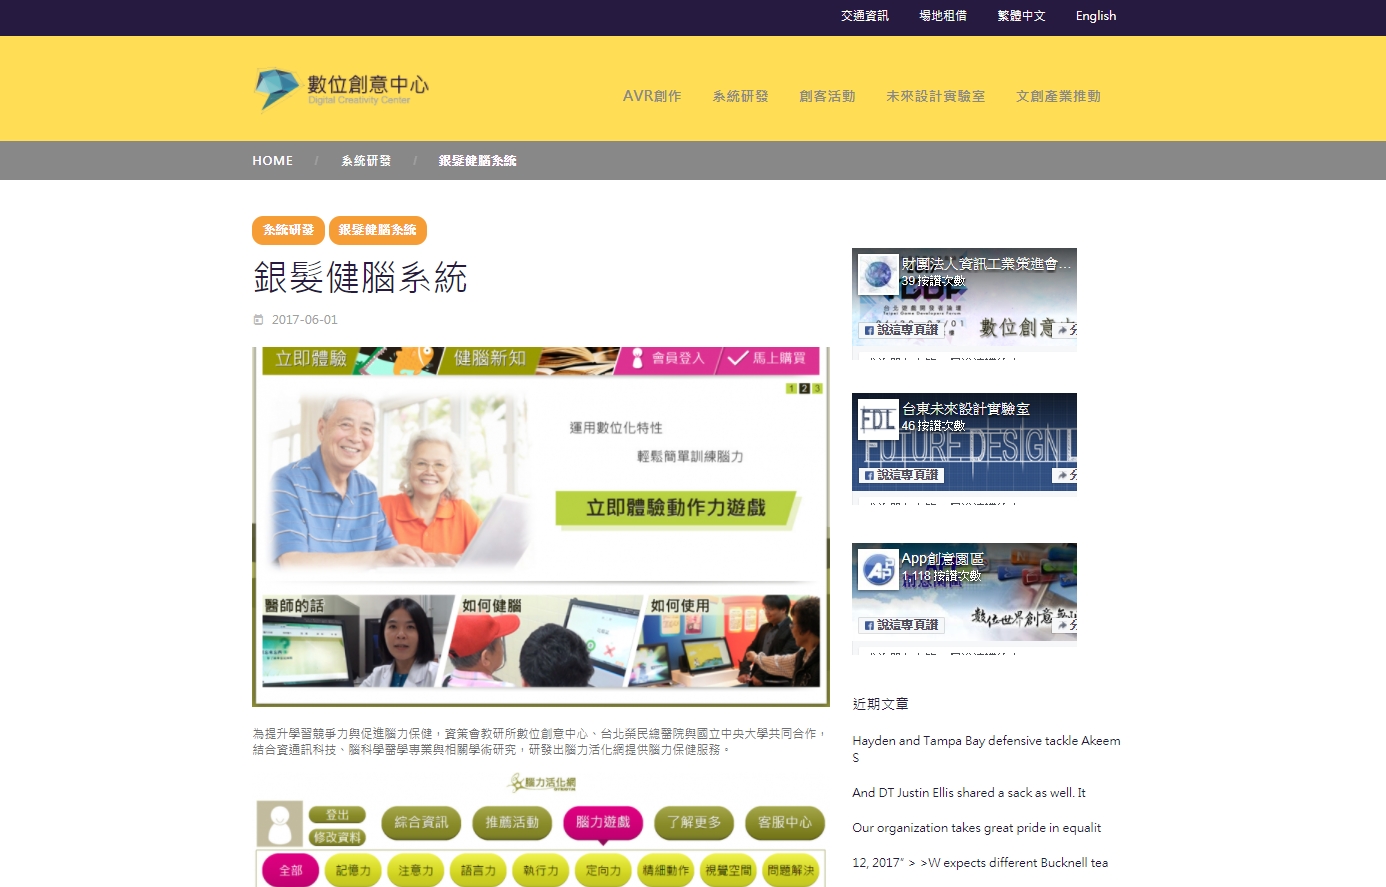 交通資訊 場地租借 繁體中文 English
數位創意中心
Digital Creativity Center
AVR創作 系統研發 創客活動 未來設計實驗室 文創產業推動
HOME / 系統研發 / 銀髮健腦系統
系統研發 銀髮健腦系統
銀髮健腦系統
2017-06-01
立即體驗 健腦新知 會員登入 馬上購買
1 2 3
運用數位化特性
輕鬆簡單訓練腦力
立即體驗動作力遊戲
醫師的話 如何健腦 如何使用
為提升學習競爭力與促進腦力保健，資策會教研所數位創意中心、台北榮民總醫院與國立中央大學共同合作，
結合資通訊科技、腦科學醫學專業與相關學術研究，研發出腦力活化網提供腦力保健服務。
腦力活化網
登出
修改資料
綜合資訊 推薦活動 腦力遊戲 了解更多 客服中心
全部 記憶力 注意力 語言力 執行力 定向力 精細動作 視覺空間 問題解決
財團法人資訊工業策進會...
39 按讚次數
台北遊戲開發者論壇
Taipei Game Developers Forum
數位創意
說這專頁讚
台東未來設計實驗室
46 按讚次數
FDL
FUTURE DESIGN L
說這專頁讚
App創意園區
1,118 按讚次數
APP
數位世界創意無
說這專頁讚
近期文章
Hayden and Tampa Bay defensive tackle Akeem
S
And DT Justin Ellis shared a sack as well. It
Our organization takes great pride in equalit
12, 2017“ > >W expects different Bucknell tea